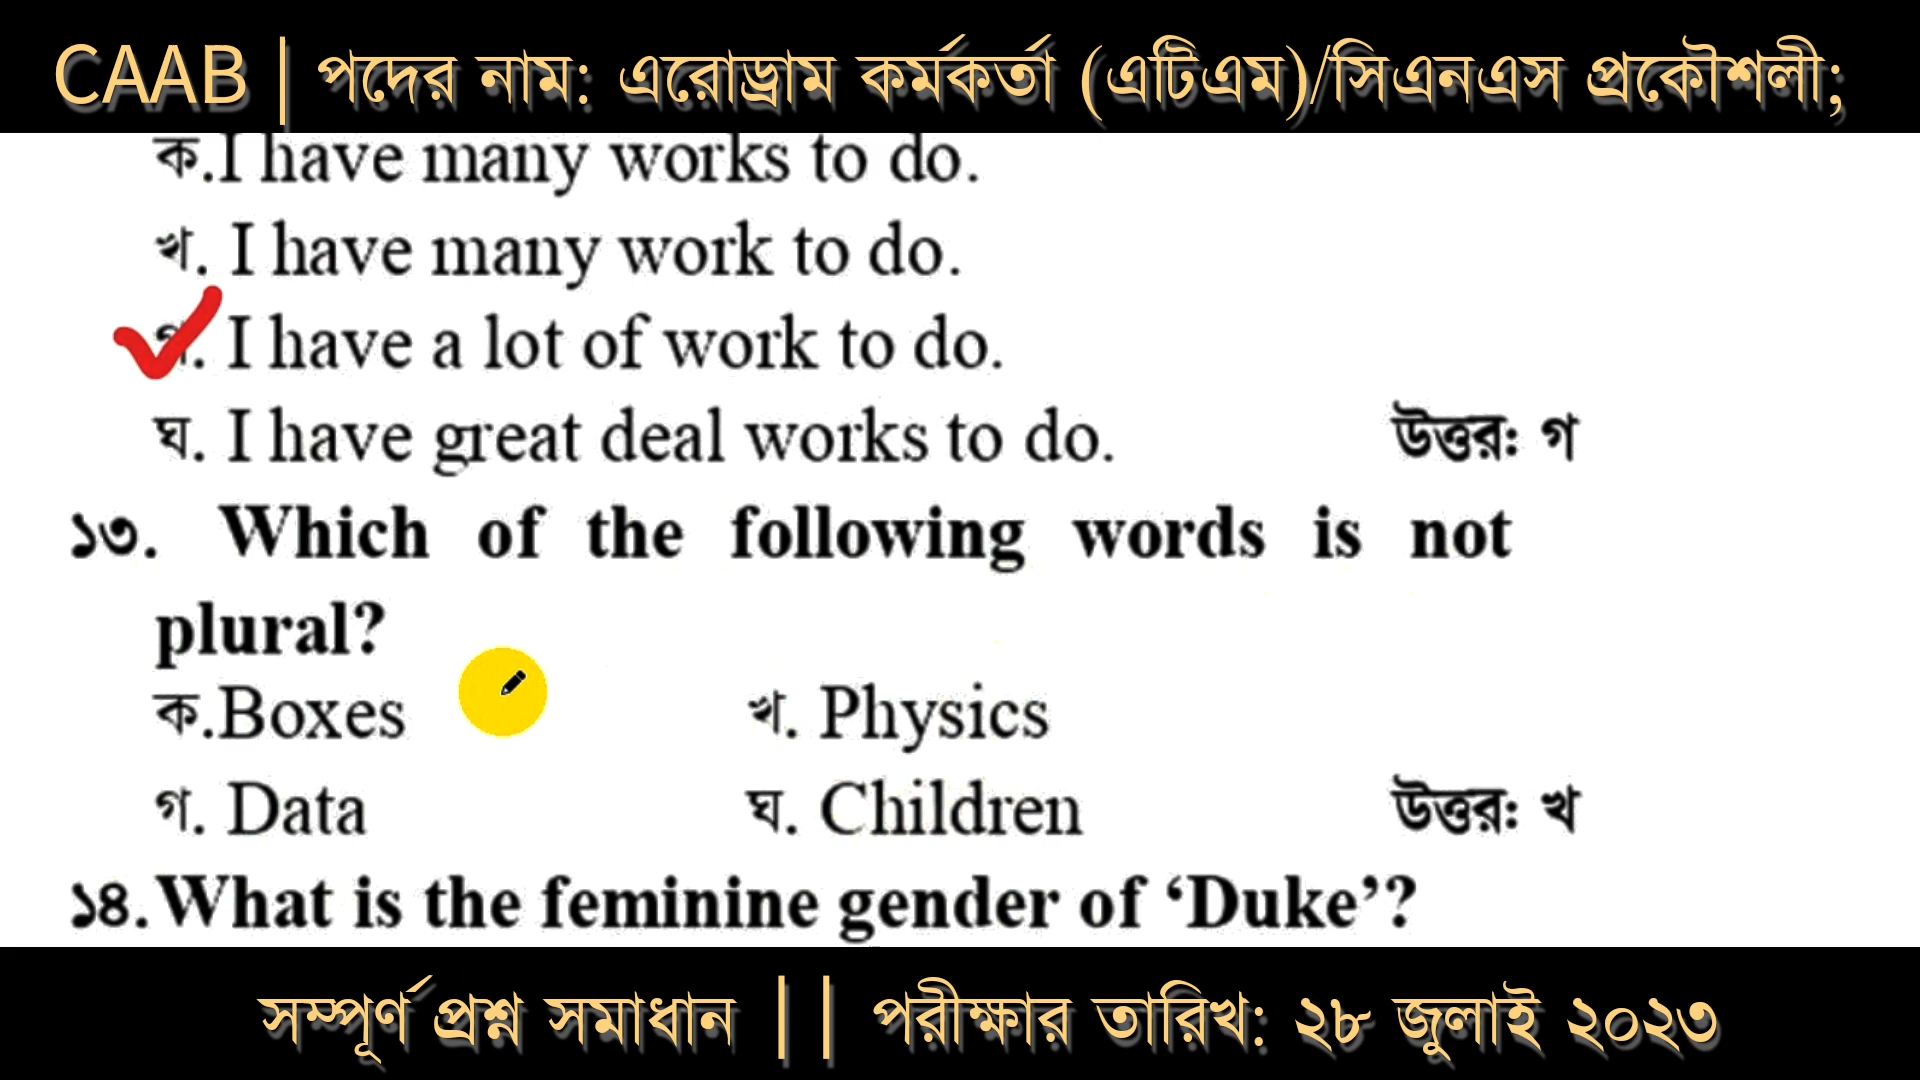 CAAB | পদের নাম: এরোড্রাম কর্মকর্তা (এটিএম)/সিএনএস প্রকৌশলী;
ক.I have many works to do.
খ. I have many work to do.
গ. I have a lot of work to do.
ঘ. I have great deal works to do. উত্তরঃ গ
১৩. Which of the following words is not
plural?
ক.Boxes খ. Physics
গ. Data ঘ. Children উত্তরঃ খ
১৪.What is the feminine gender of ‘Duke’?
সম্পূর্ণ প্রশ্ন সমাধান || পরীক্ষার তারিখ: ২৮ জুলাই ২০২৩